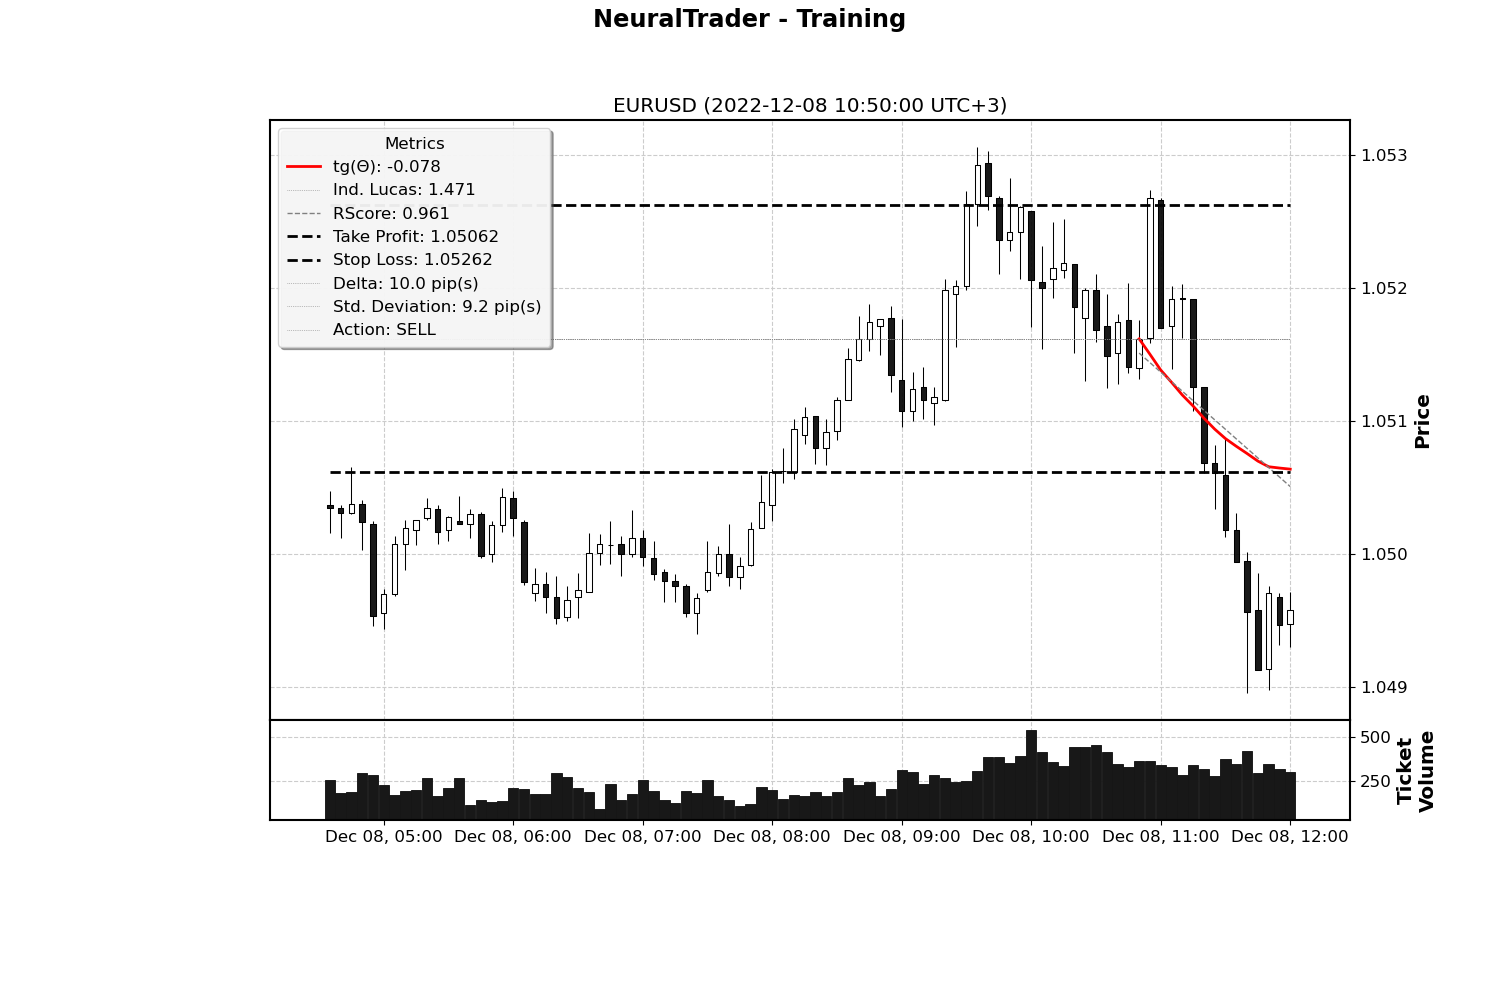 NeuralTrader - Training
EURUSD (2022-12-08 10:50:00 UTC+3)
Metrics
tg(Θ): -0.078
Ind. Lucas: 1.471
RScore: 0.961
Take Profit: 1.05062
Stop Loss: 1.05262
Delta: 10.0 pip(s)
Std. Deviation: 9.2 pip(s)
Action: SELL
1.053
1.052
1.051
1.050
1.049
Price
500
250
Ticket
Volume
Dec 08, 05:00
Dec 08, 06:00
Dec 08, 07:00
Dec 08, 08:00
Dec 08, 09:00
Dec 08, 10:00
Dec 08, 11:00
Dec 08, 12:00